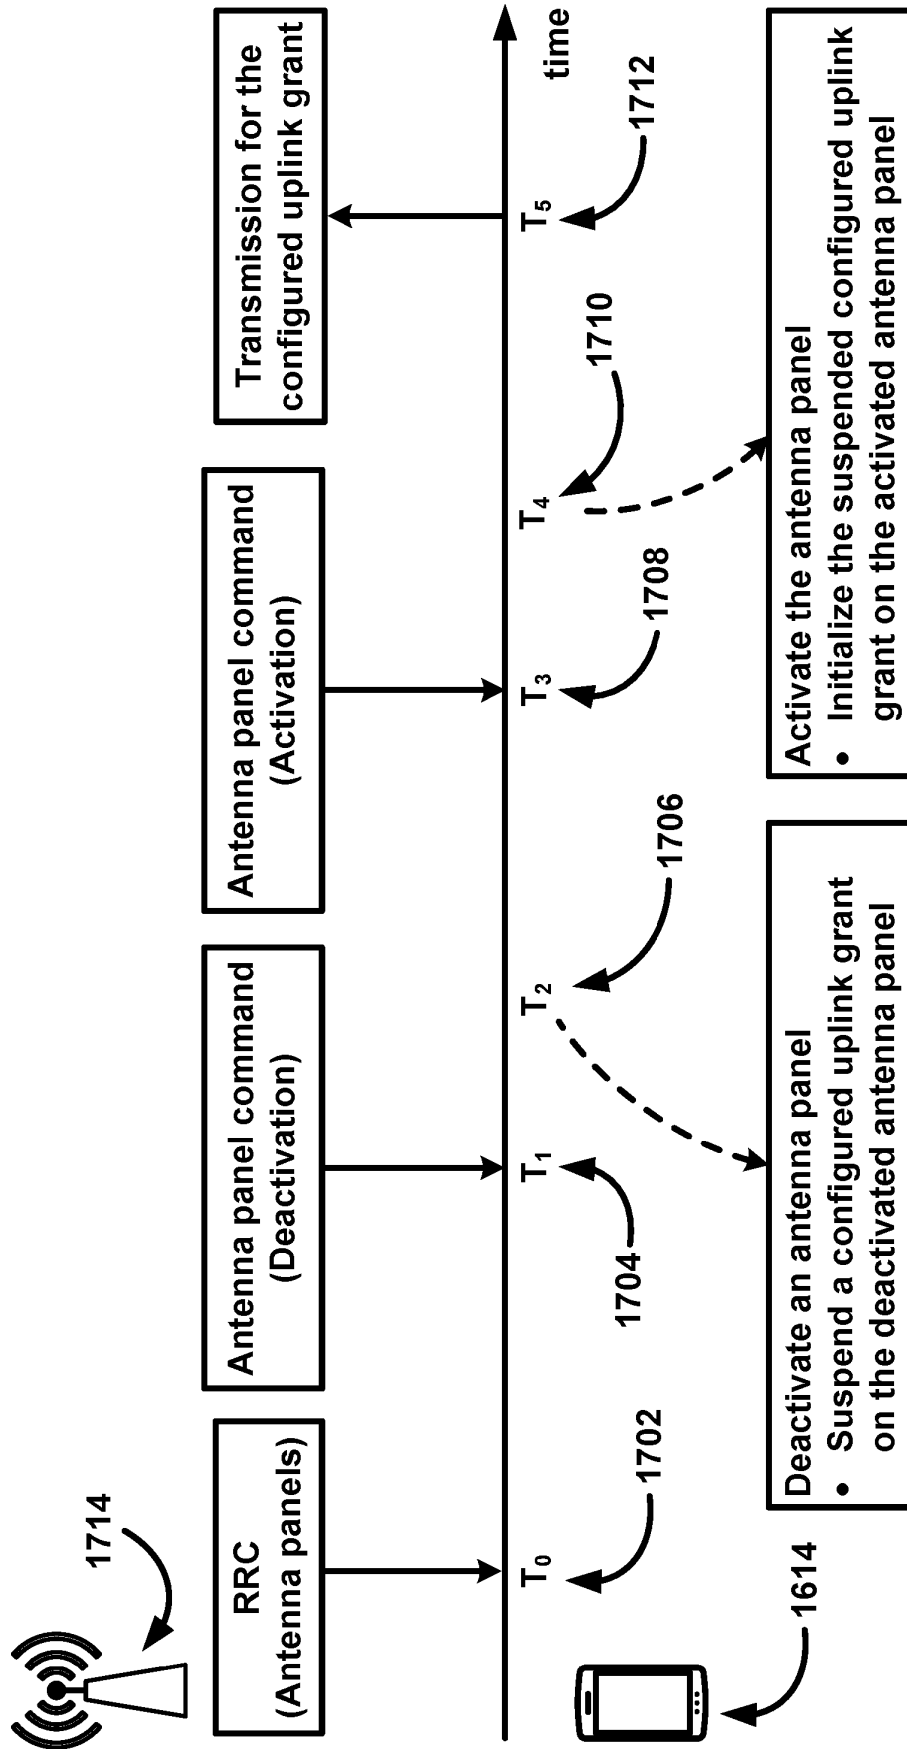 1714
RRC
(Antenna panels)
Antenna panel command
(Deactivation)
Antenna panel command
(Activation)
Transmission for the
configured uplink grant
T0
T1
T2
T3
T4
T5
time
1702
1704
1706
1708
1710
1712
1614
Deactivate an antenna panel
• Suspend a configured uplink grant
on the deactivated antenna panel
Activate the antenna panel
• Initialize the suspended configured uplink
grant on the activated antenna panel